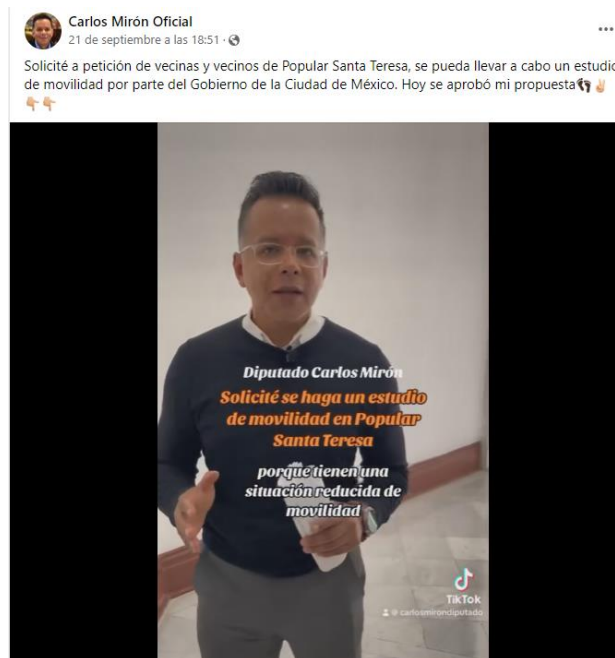 Carlos Mirón Oficial
21 de septiembre a las 18:51 ·
Solicité a petición de vecinas y vecinos de Popular Santa Teresa, se pueda llevar a cabo un estudio
de movilidad por parte del Gobierno de la Ciudad de México. Hoy se aprobó mi propuesta
Diputado Carlos Mirón
Solicité se haga un estudio
de movilidad en Popular
Santa Teresa
porque tienen una
situación reducida de
movilidad
TikTok
@ carlosmirondiputado